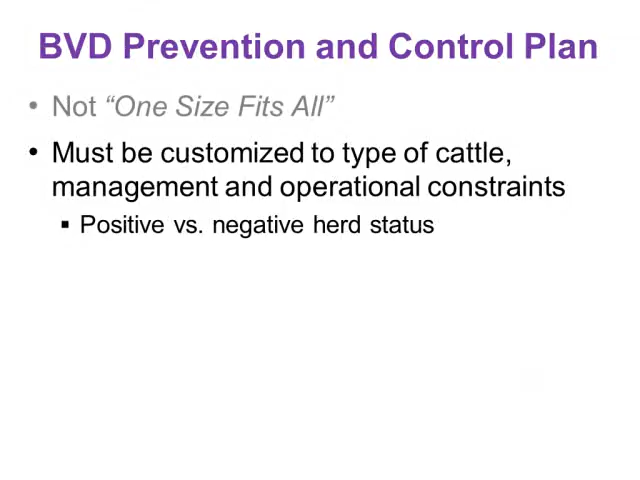 BVD Prevention and Control Plan
• Not “One Size Fits All”
• Must be customized to type of cattle,
management and operational constraints
▪ Positive vs. negative herd status